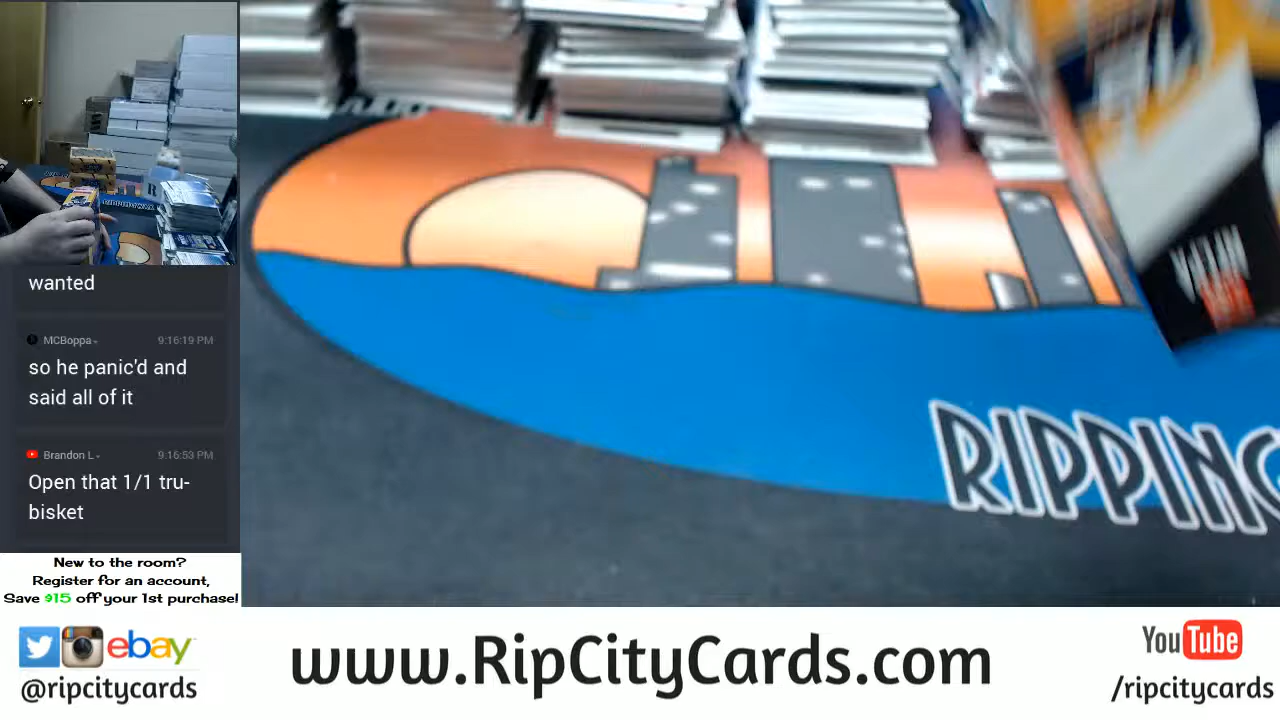 wanted
MCBoppa 9:16:19 PM
so he panic'd and
said all of it
Brandon L 9:16:53 PM
Open that 1/1 tru-
bisket
New to the room?
Register for an account,
Save $15 off your 1st purchase!
RIPPING
ebay
@ripcitycards
www.RipCityCards.com
YouTube
/ripcitycards